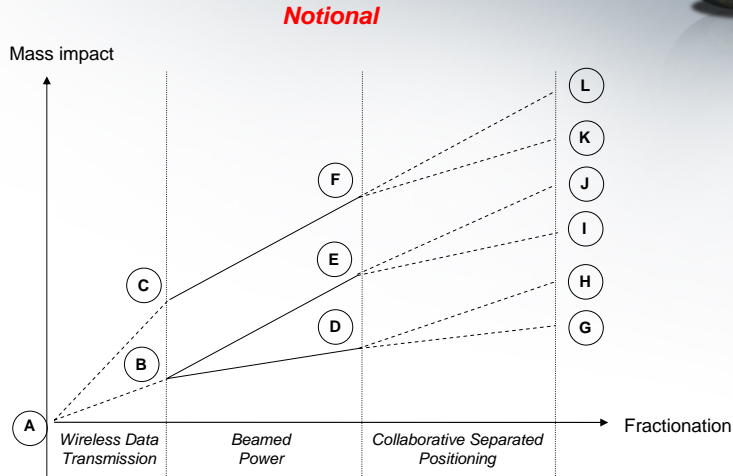 Notional
Mass impact
L
K
F
J
I
E
C
H
D
G
B
A
Fractionation
Wireless Data
Transmission
Beamed
Power
Collaborative Separated
Positioning